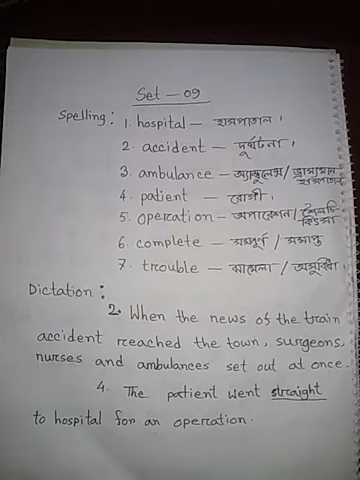 Set - 09
Spelling: 1. hospital - হাসপাতাল ।
2. accident - দূর্ঘটনা ।
3. ambulance - অ্যাম্বুলেন্স / ভ্রাম্যমান হাসপাতাল
4. patient - রোগী ।
5. operation - অপারেশন / শৈল চিকিৎসা
6. complete - সম্পূর্ণ / সমাপ্ত
7. trouble - ঝামেলা / অসুবিধা ।
Dictation:
2. When the news of the train
accident reached the town, surgeons,
nurses and ambulances set out at once.
4. The patient went straight
to hospital for an operation.